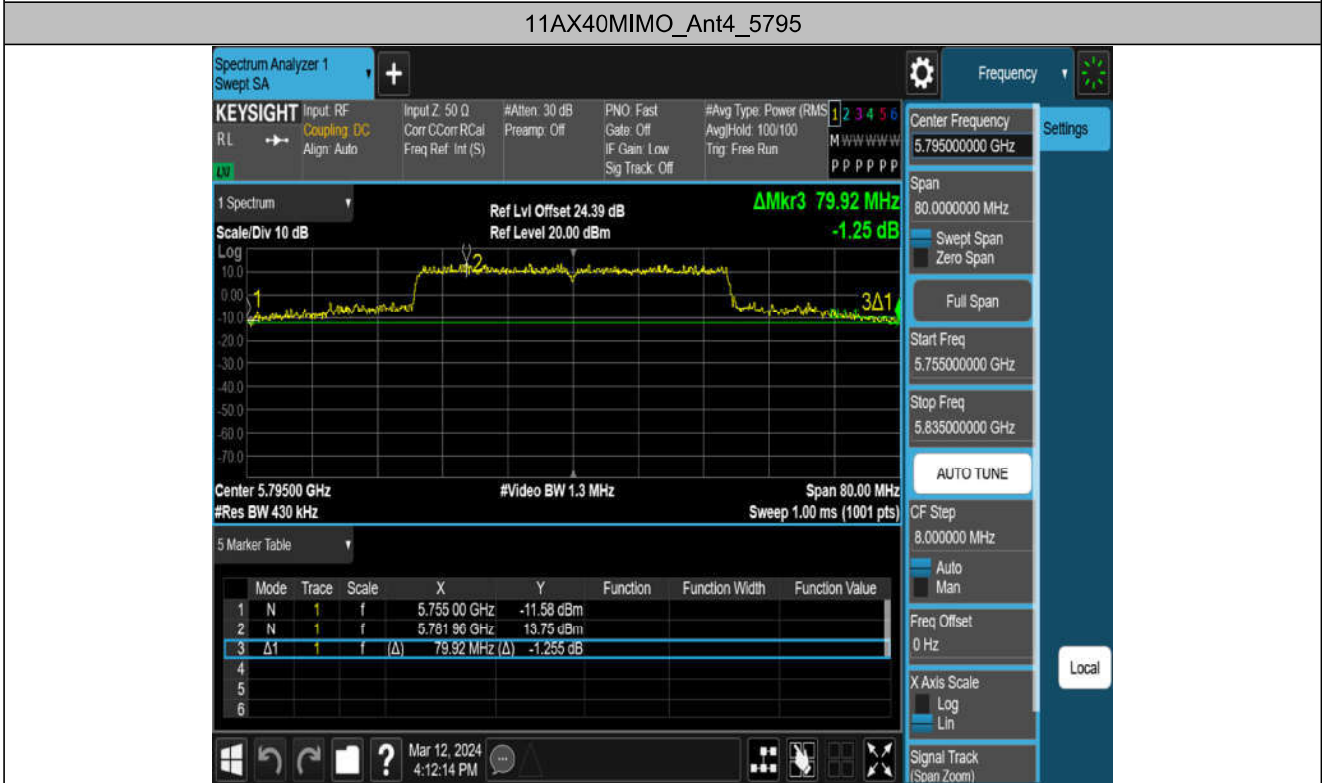 11AX40MIMO_Ant4_5795
Spectrum Analyzer 1
Swept SA
+
Frequency
KEYSIGHT
RL
LXI
Input: RF
Coupling: DC
Align: Auto
Input Z: 50 Ω
Corr CCorr RCal
Freq Ref: Int (S)
#Atten: 30 dB
Preamp: Off
PNO: Fast
Gate: Off
IF Gain: Low
Sig Track: Off
#Avg Type: Power (RMS
Avg|Hold: 100/100
Trig: Free Run
1 2 3 4 5 6
M W W W W W
P P P P P P
Center Frequency
5.795000000 GHz
Settings
1 Spectrum
Scale/Div 10 dB
Ref Lvl Offset 24.39 dB
Ref Level 20.00 dBm
ΔMkr3 79.92 MHz
-1.25 dB
Log
10.0
0.00
-10.0
-20.0
-30.0
-40.0
-50.0
-60.0
-70.0
1
2
3Δ1
Center 5.79500 GHz
#Res BW 430 kHz
#Video BW 1.3 MHz
Span 80.00 MHz
Sweep 1.00 ms (1001 pts)
Span
80.0000000 MHz
Swept Span
Zero Span
Full Span
Start Freq
5.755000000 GHz
Stop Freq
5.835000000 GHz
AUTO TUNE
CF Step
8.000000 MHz
Auto
Man
Freq Offset
0 Hz
X Axis Scale
Log
Lin
Signal Track
(Span Zoom)
Local
5 Marker Table
Mode Trace Scale X Y Function Function Width Function Value
1 N 1 f 5.755 00 GHz -11.58 dBm
2 N 1 f 5.781 96 GHz 13.75 dBm
3 Δ1 1 f (Δ) 79.92 MHz (Δ) -1.255 dB
4
5
6
?
Mar 12, 2024
4:12:14 PM